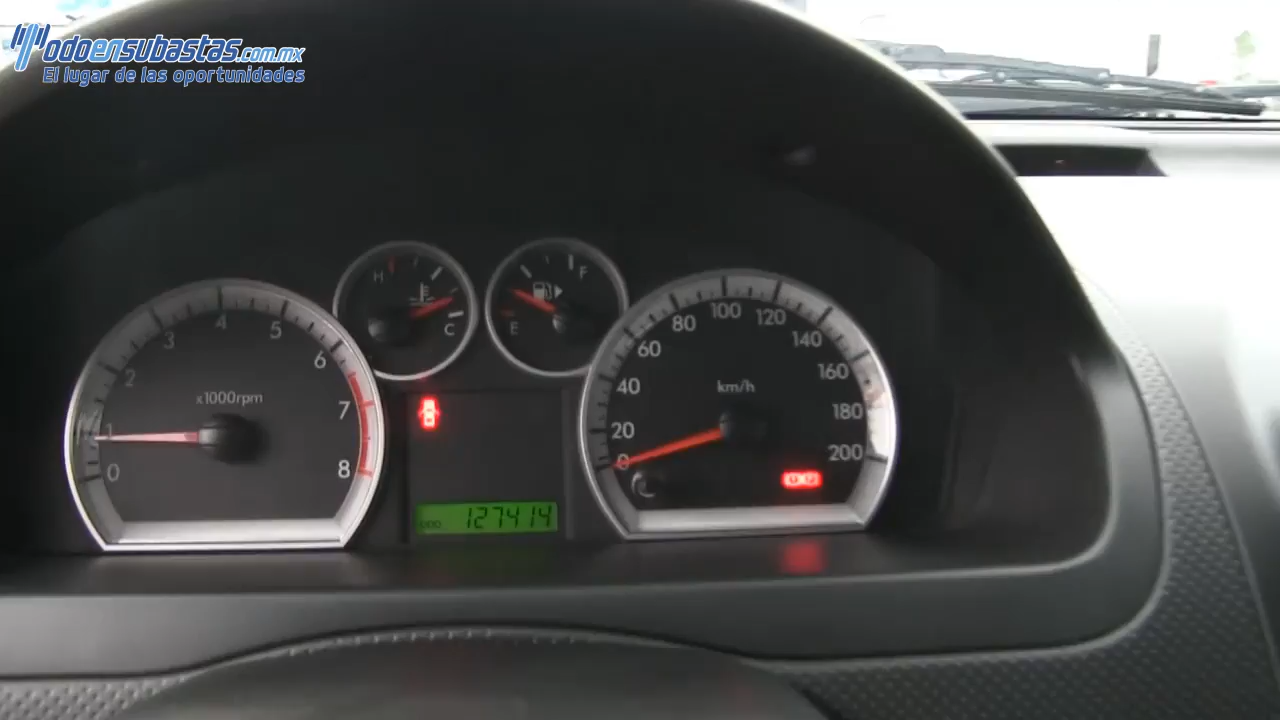 Todoensubastas.com.mx
El lugar de las oportunidades
H
C
F
E
0
1
2
3
4
5
6
7
8
x1000rpm
0
20
40
60
80
100
120
140
160
180
200
km/h
ODO 127414